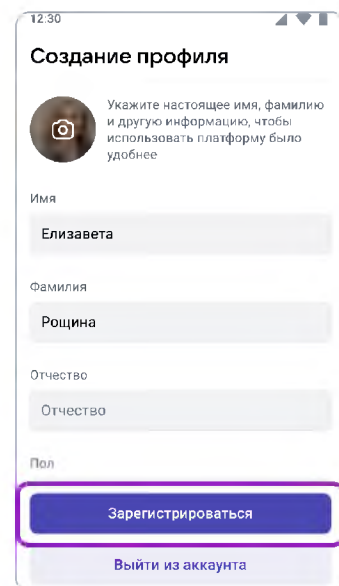 12:30
Создание профиля
Укажите настоящее имя, фамилию
и другую информацию, чтобы
использовать платформу было
удобнее
Имя
Елизавета
Фамилия
Рощина
Отчество
Отчество
Пол
Зарегистрироваться
Выйти из аккаунта